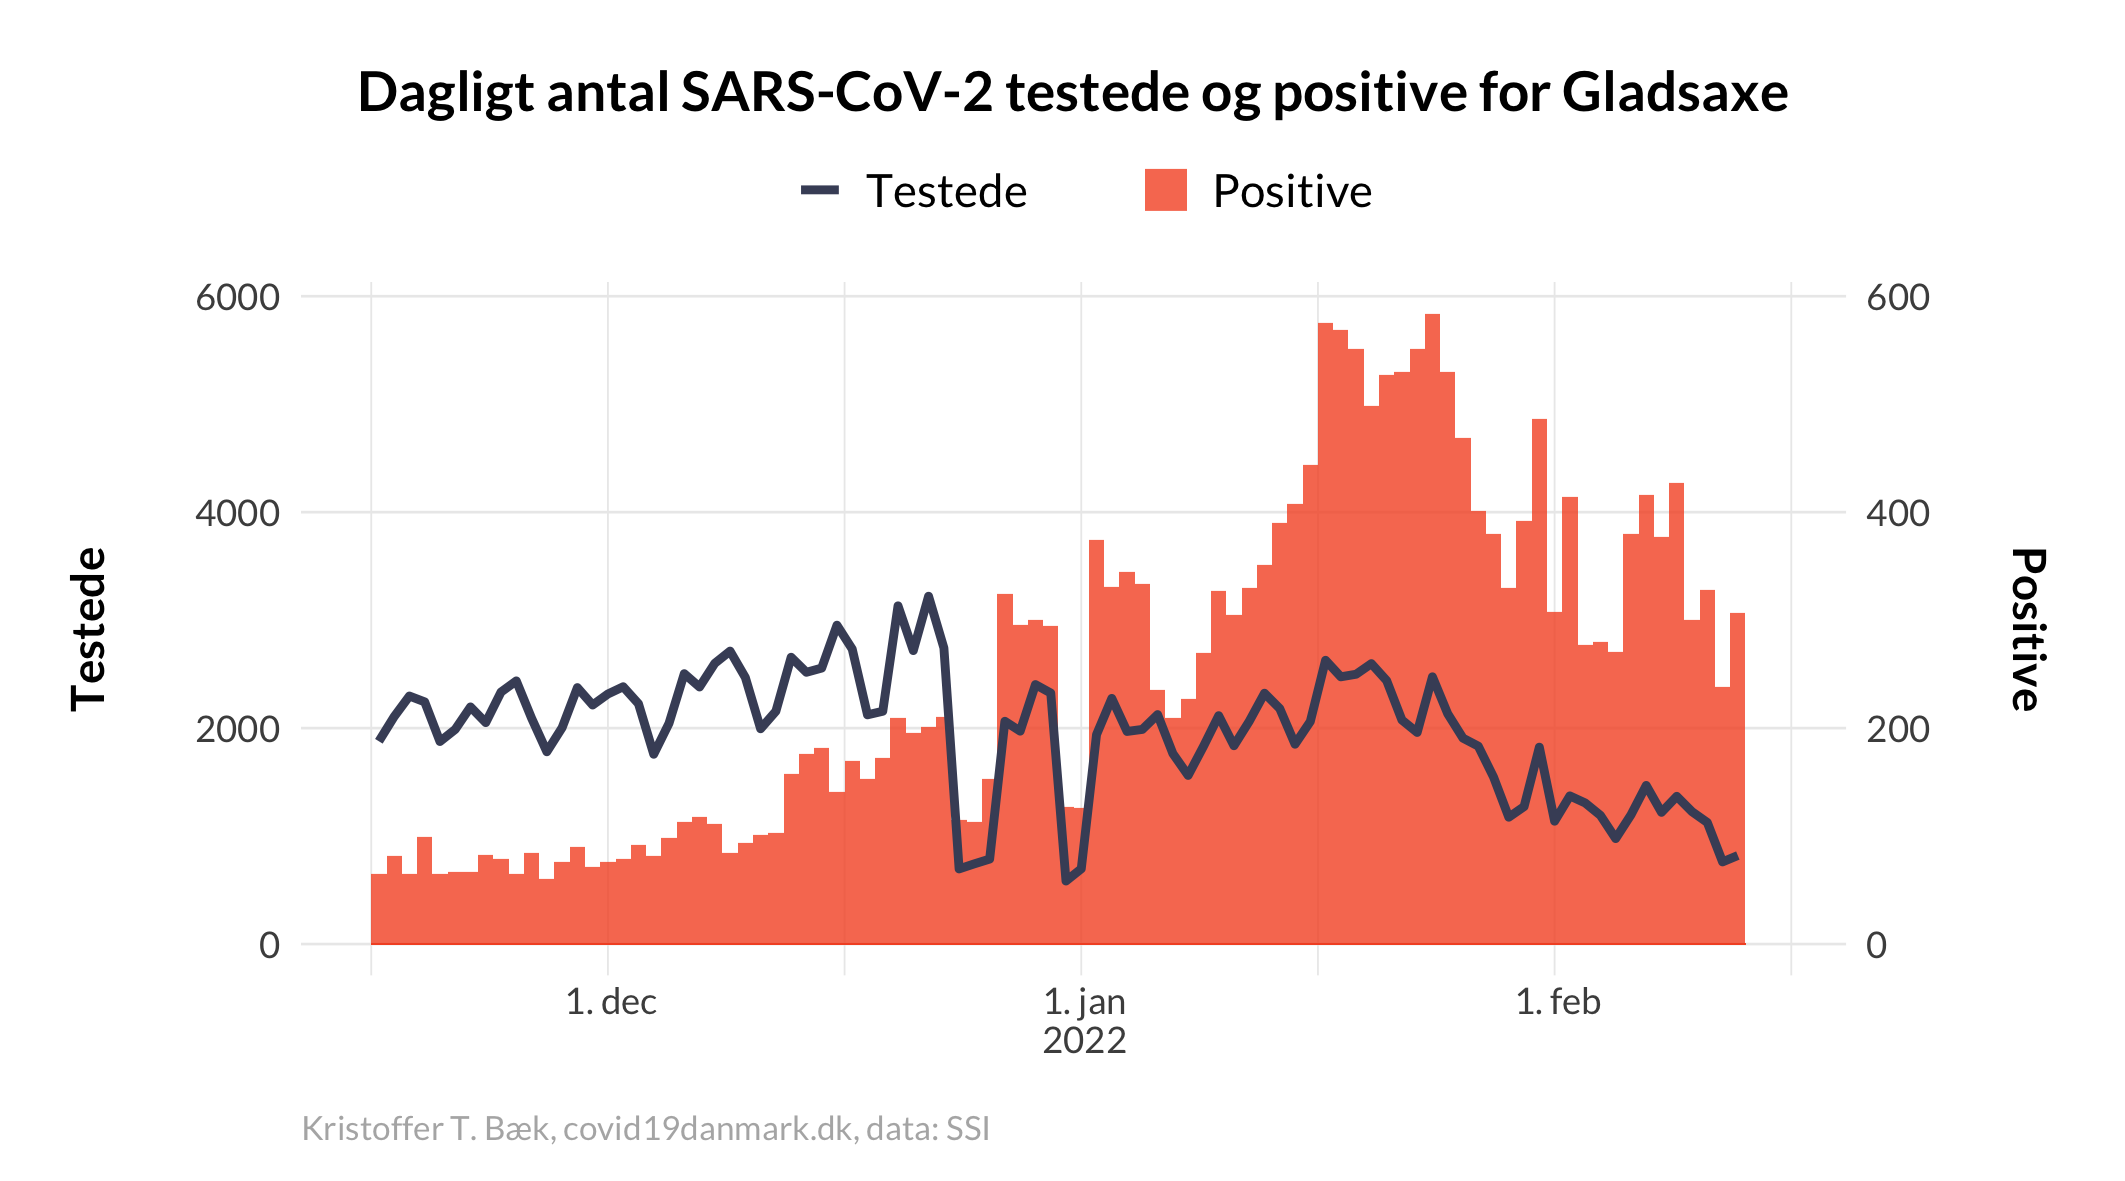 Dagligt antal SARS-CoV-2 testede og positive for Gladsaxe
Testede
Positive
6000
4000
2000
0
Testede
600
400
200
0
Positive
1. dec
1. jan
2022
1. feb
Kristoffer T. Bæk, covid19danmark.dk, data: SSI